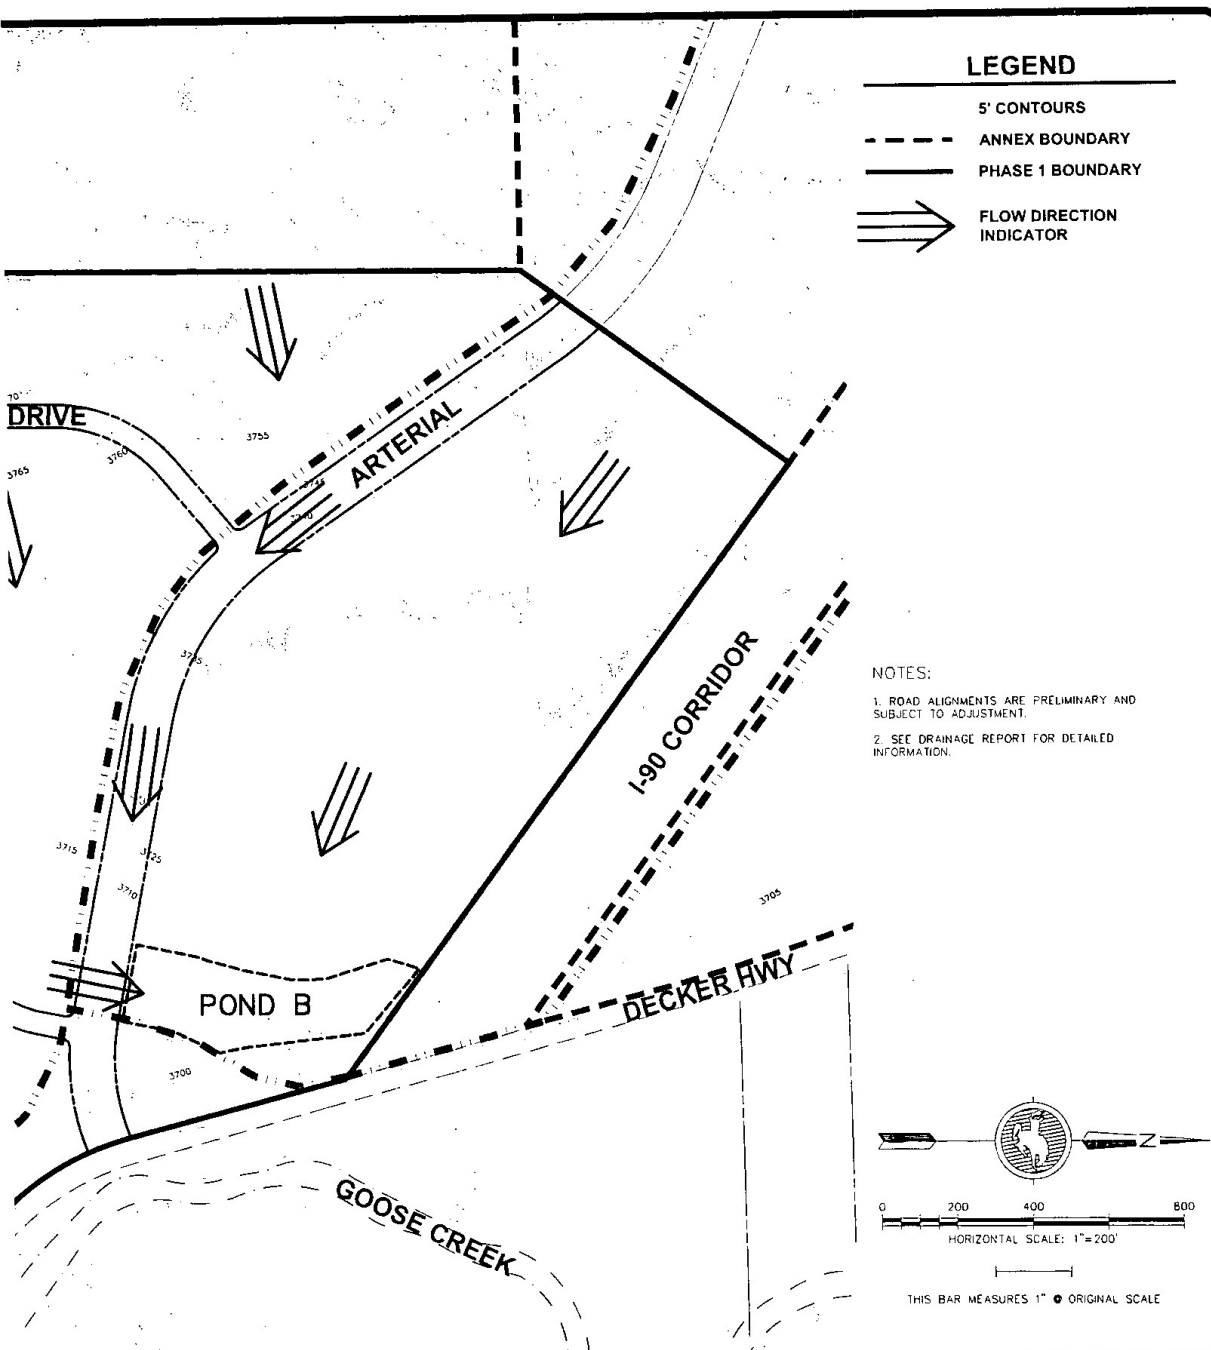 LEGEND
5' CONTOURS
ANNEX BOUNDARY
PHASE 1 BOUNDARY
FLOW DIRECTION
INDICATOR
DRIVE
3755
3760
3765
ARTERIAL
I-90 CORRIDOR
NOTES:
1. ROAD ALIGNMENTS ARE PRELIMINARY AND
SUBJECT TO ADJUSTMENT.
2. SEE DRAINAGE REPORT FOR DETAILED
INFORMATION.
3715
3725
3710
3705
POND B
DECKER HWY
3700
GOOSE CREEK
N
0 200 400 800
HORIZONTAL SCALE: 1"=200'
THIS BAR MEASURES 1" @ ORIGINAL SCALE